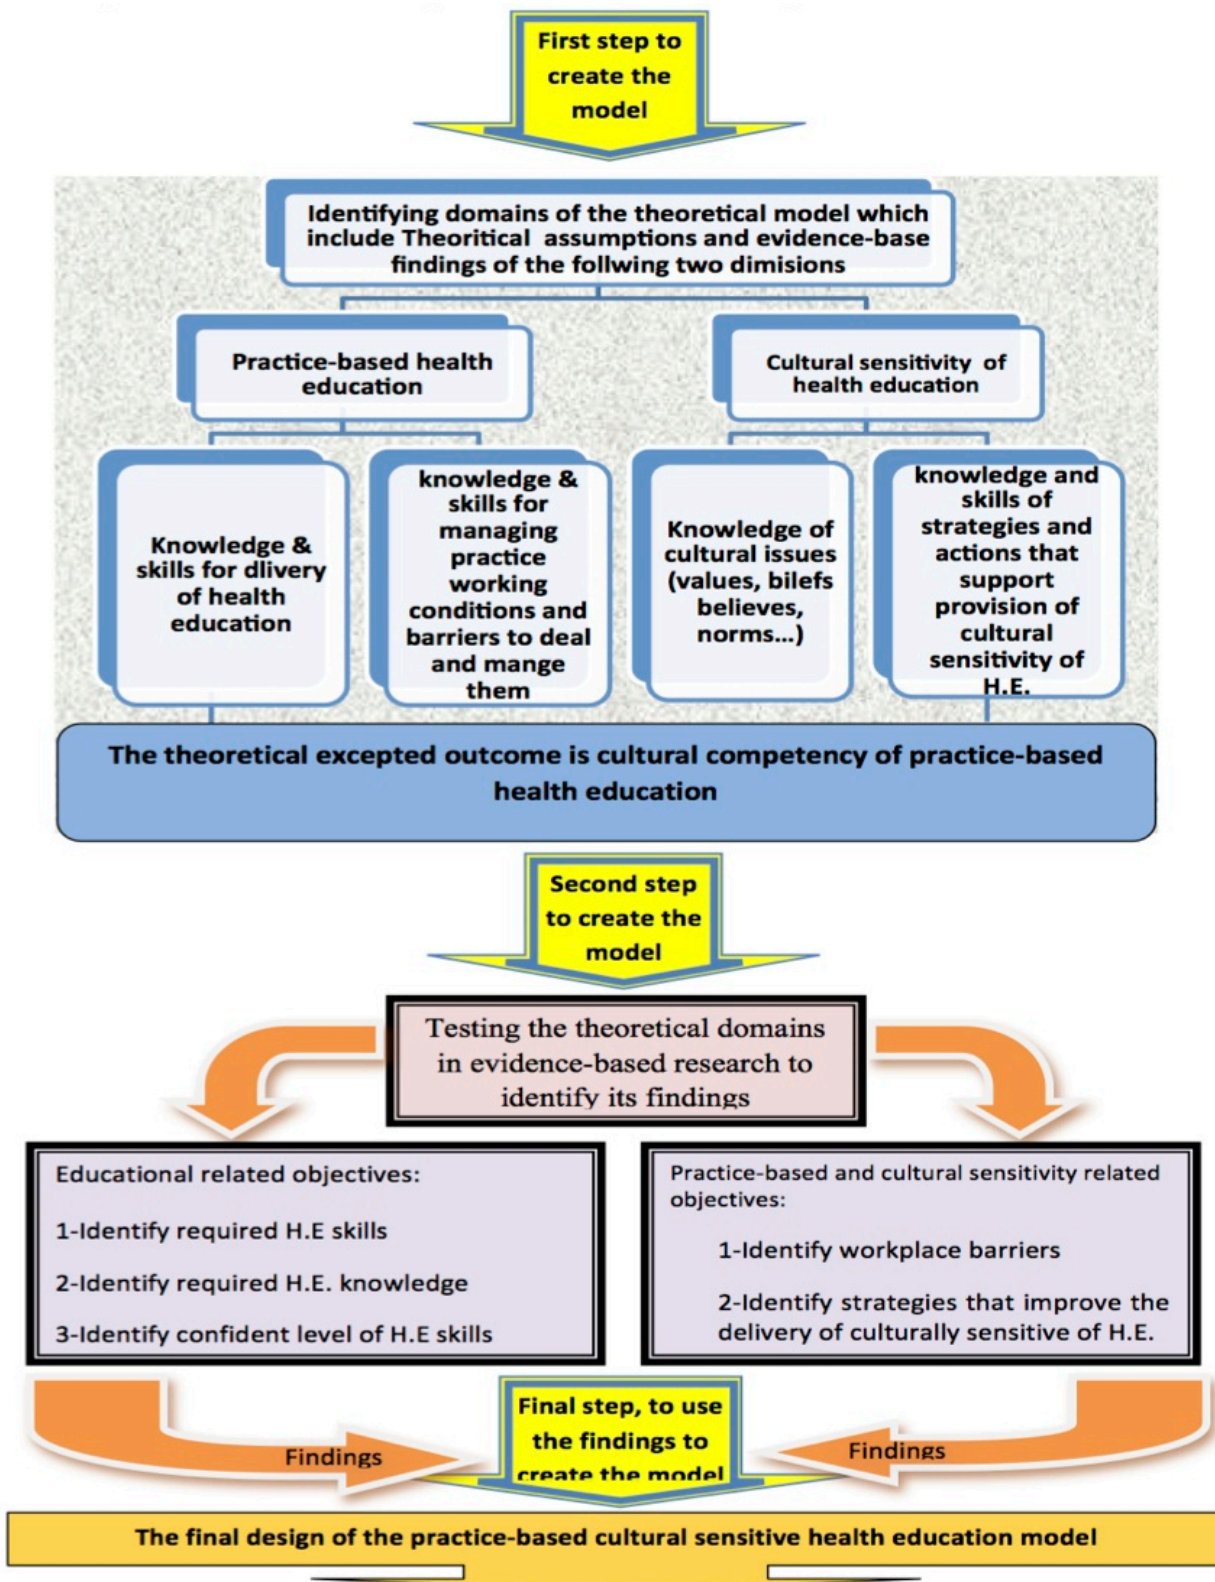 First step to
create the
model
Identifying domains of the theoretical model which
include Theoritical assumptions and evidence-base
findings of the follwing two dimisions
Practice-based health
education
Cultural sensitivity of
health education
Knowledge &
skills for dlivery
of health
education
knowledge &
skills for
managing
practice
working
conditions and
barriers to deal
and mange
them
Knowledge of
cultural issues
(values, bilefs
believes,
norms...)
knowledge and
skills of
strategies and
actions that
support
provision of
cultural
sensitivity of
H.E.
The theoretical excepted outcome is cultural competency of practice-based
health education
Second step
to create the
model
Testing the theoretical domains
in evidence-based research to
identify its findings
Educational related objectives:
1-Identify required H.E skills
2-Identify required H.E. knowledge
3-Identify confident level of H.E skills
Practice-based and cultural sensitivity related
objectives:
1-Identify workplace barriers
2-Identify strategies that improve the
delivery of culturally sensitive of H.E.
Final step, to use
the findings to
create the model
Findings
Findings
The final design of the practice-based cultural sensitive health education model